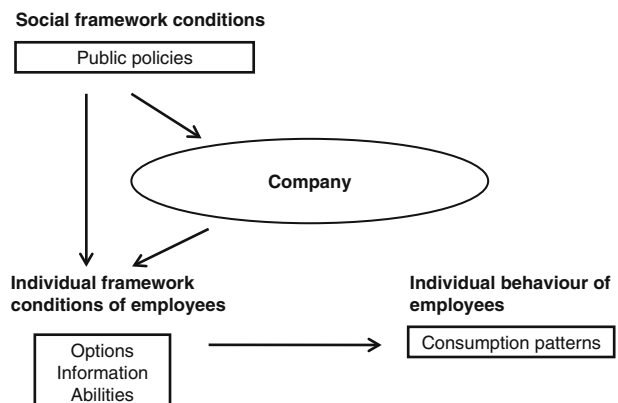 Social framework conditions
Public policies
Company
Individual framework
conditions of employees
Options
Information
Abilities
Individual behaviour of
employees
Consumption patterns